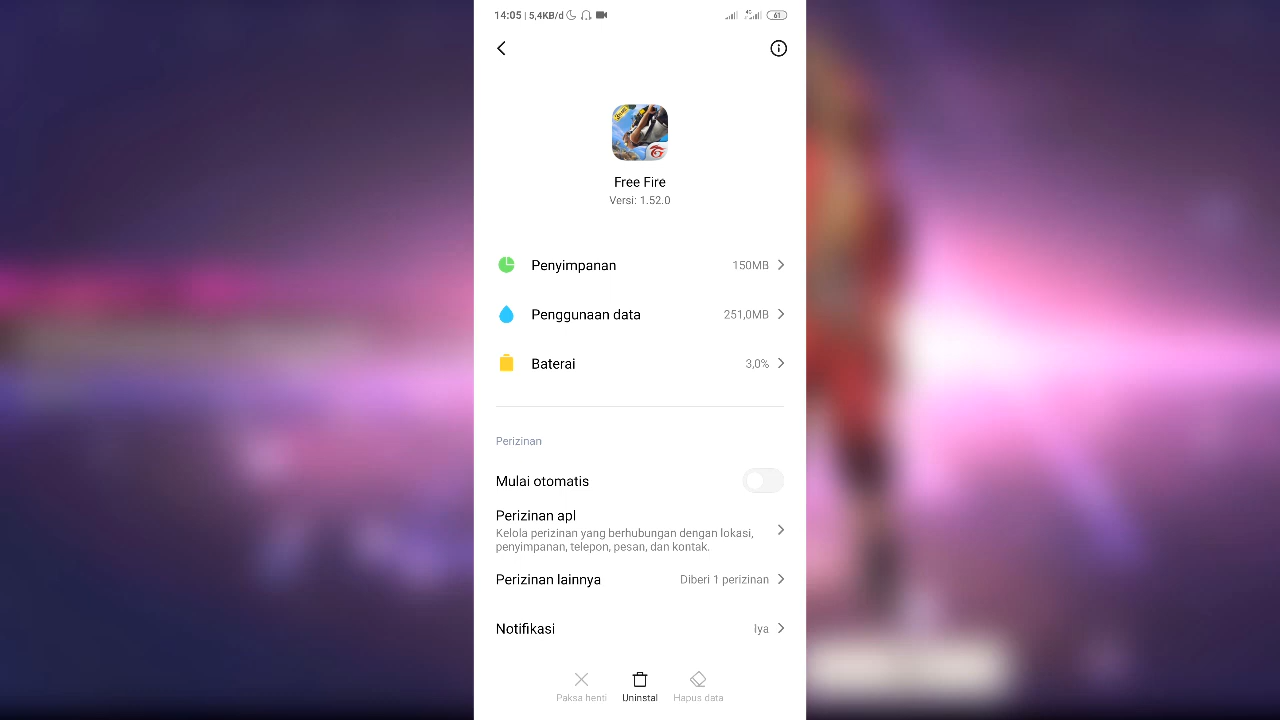 14:05 | 5,4KB/d
4G
61
Free Fire
Versi: 1.52.0
Penyimpanan 150MB
Penggunaan data 251,0MB
Baterai 3,0%
Perizinan
Mulai otomatis
Perizinan apl
Kelola perizinan yang berhubungan dengan lokasi,
penyimpanan, telepon, pesan, dan kontak.
Perizinan lainnya Diberi 1 perizinan
Notifikasi Iya
Paksa henti Uninstal Hapus data